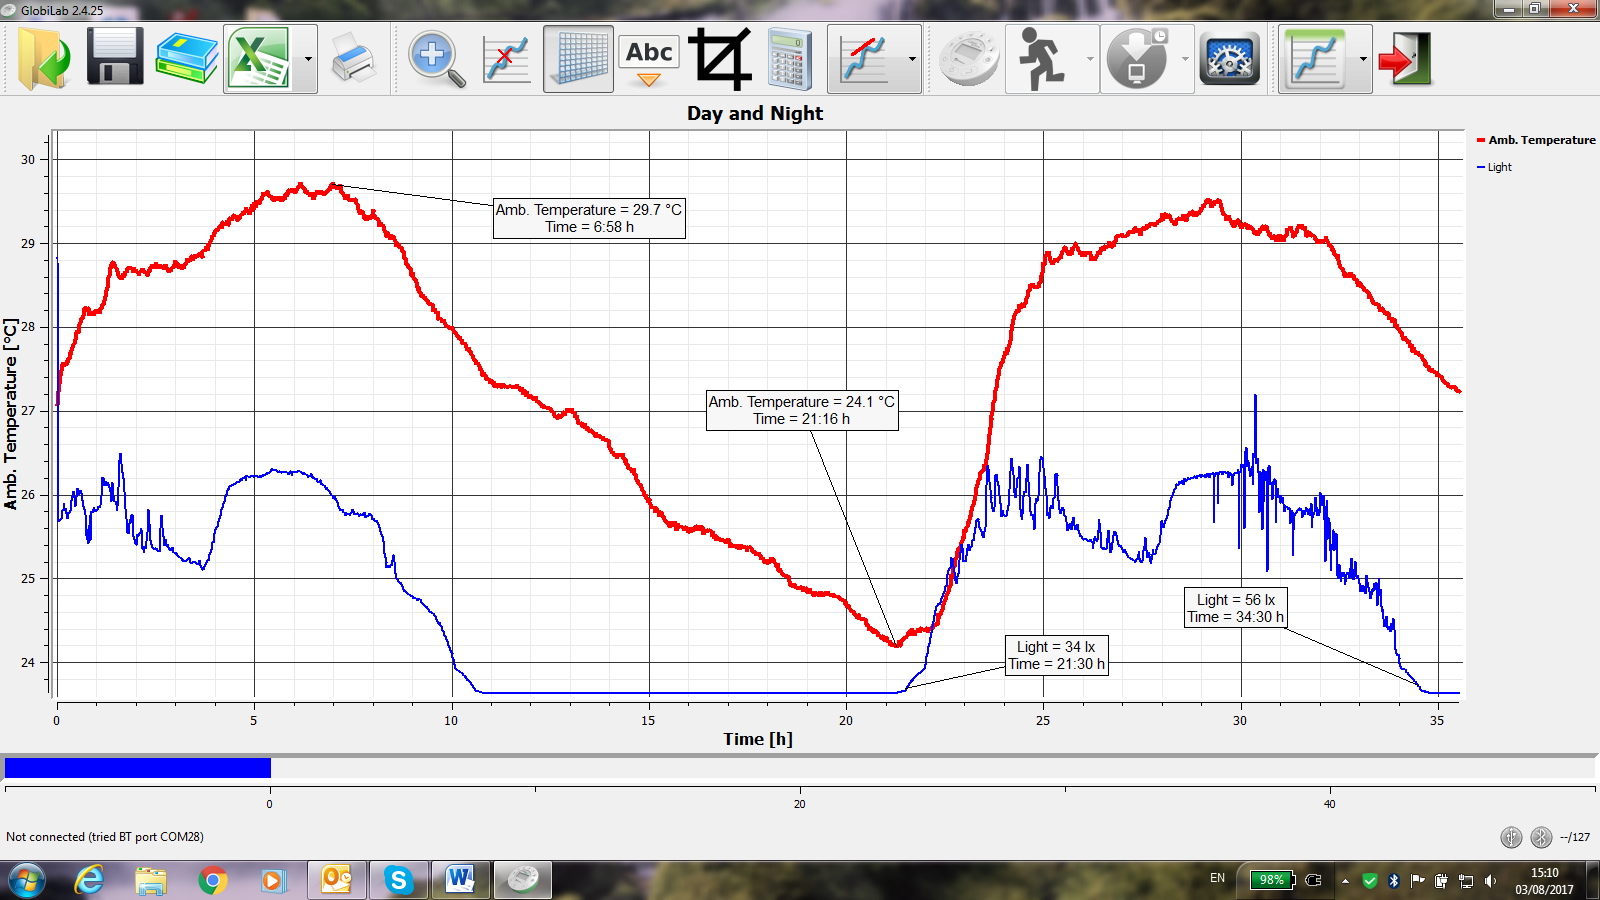 GlobiLab 2.4.25
Abc
Day and Night
Amb. Temperature
Light
30
29
28
27
26
25
24
Amb. Temperature [°C]
Amb. Temperature = 29.7 °C
Time = 6:58 h
Amb. Temperature = 24.1 °C
Time = 21:16 h
Light = 56 lx
Time = 34:30 h
Light = 34 lx
Time = 21:30 h
0 5 10 15 20 25 30 35
Time [h]
0 20 40
Not connected (tried BT port COM28)
--/127
EN
98%
15:10
03/08/2017